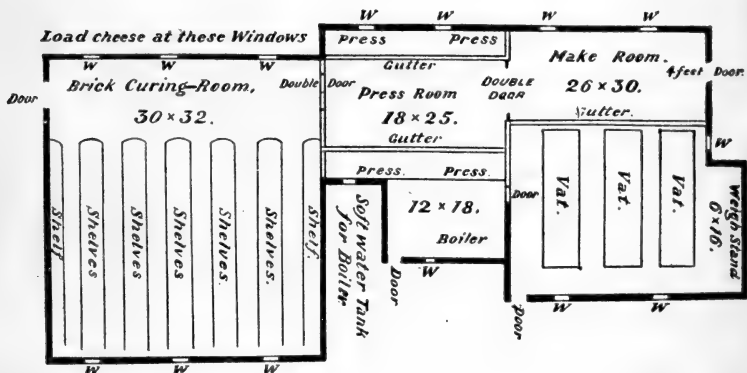 W W W W
Load cheese at these Windows
Press Press
W W W
Gutter
Make Room.
4 feet Door.
Door
Brick Curing-Room,
30 × 32.
Double Door
Press Room
18 × 25.
DOUBLE DOOR
26 × 30.
Gutter
Gutter.
W
Press. Press.
Shelf
Shelves
Shelves
Shelves
Shelves.
Shelves.
Shelf.
Soft water Tank
for Boiler
12 × 18.
Boiler
Door
W
Door
Vat.
Vat.
Vat.
Weigh Stand
6 × 16.
Door
W W
W W W